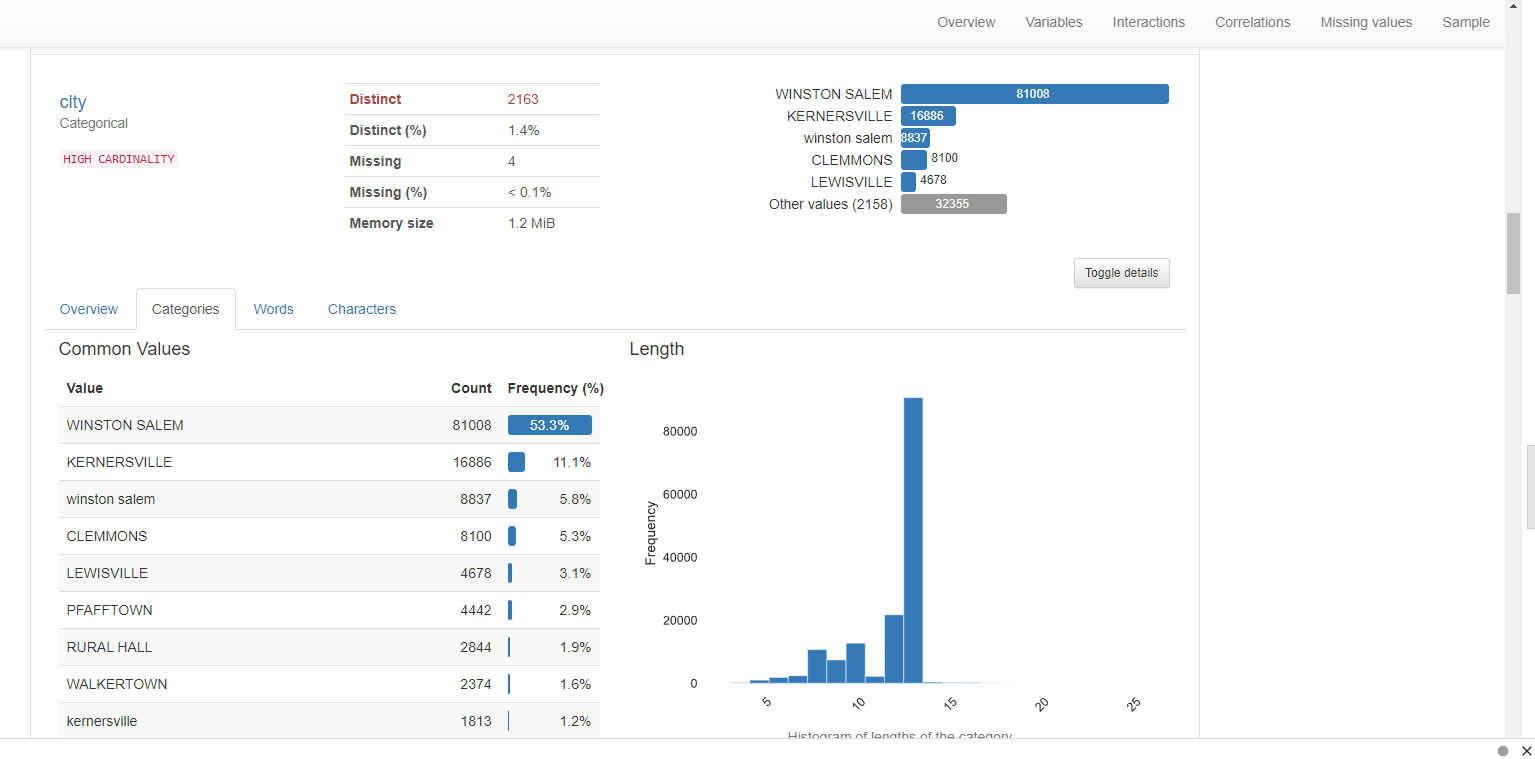 Overview Variables Interactions Correlations Missing values Sample
city
Categorical
HIGH CARDINALITY
Distinct 2163
Distinct (%) 1.4%
Missing 4
Missing (%) < 0.1%
Memory size 1.2 MiB
WINSTON SALEM 81008
KERNERSVILLE 16886
winston salem 8837
CLEMMONS 8100
LEWISVILLE 4678
Other values (2158) 32355
Toggle details
Overview Categories Words Characters
Common Values
Value Count Frequency (%)
WINSTON SALEM 81008 53.3%
KERNERSVILLE 16886 11.1%
winston salem 8837 5.8%
CLEMMONS 8100 5.3%
LEWISVILLE 4678 3.1%
PFAFFTOWN 4442 2.9%
RURAL HALL 2844 1.9%
WALKERTOWN 2374 1.6%
kernersville 1813 1.2%
Length
80000
60000
40000
20000
0
Frequency
5 10 15 20 25
Histogram of lengths of the category